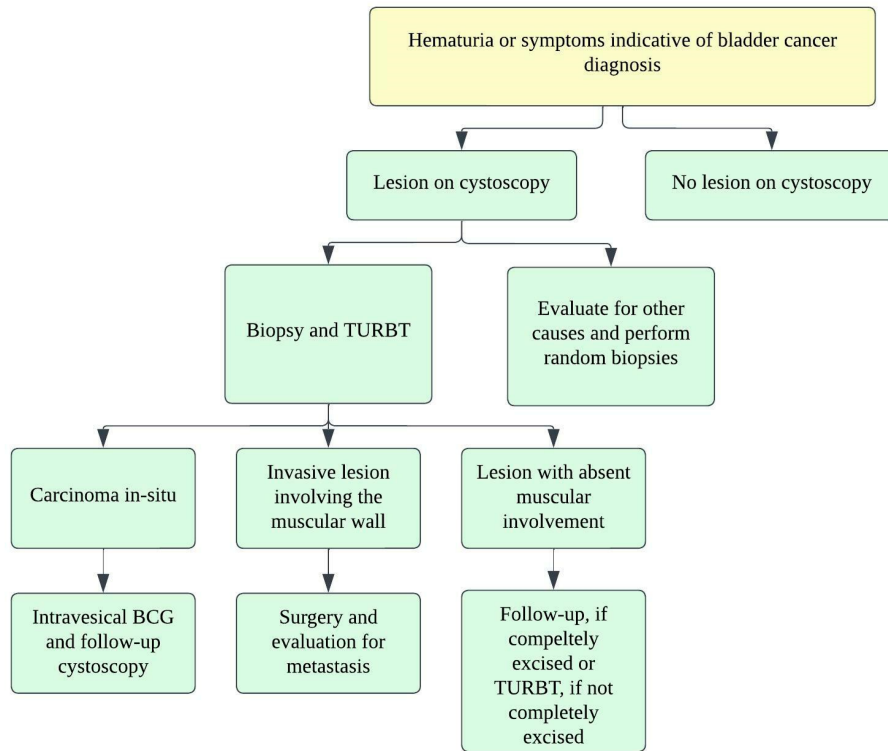 Hematuria or symptoms indicative of bladder cancer
diagnosis
Lesion on cystoscopy
No lesion on cystoscopy
Biopsy and TURBT
Evaluate for other
causes and perform
random biopsies
Carcinoma in-situ
Invasive lesion
involving the
muscular wall
Lesion with absent
muscular
involvement
Intravesical BCG
and follow-up
cystoscopy
Surgery and
evaluation for
metastasis
Follow-up, if
compeltely
excised or
TURBT, if not
completely
excised